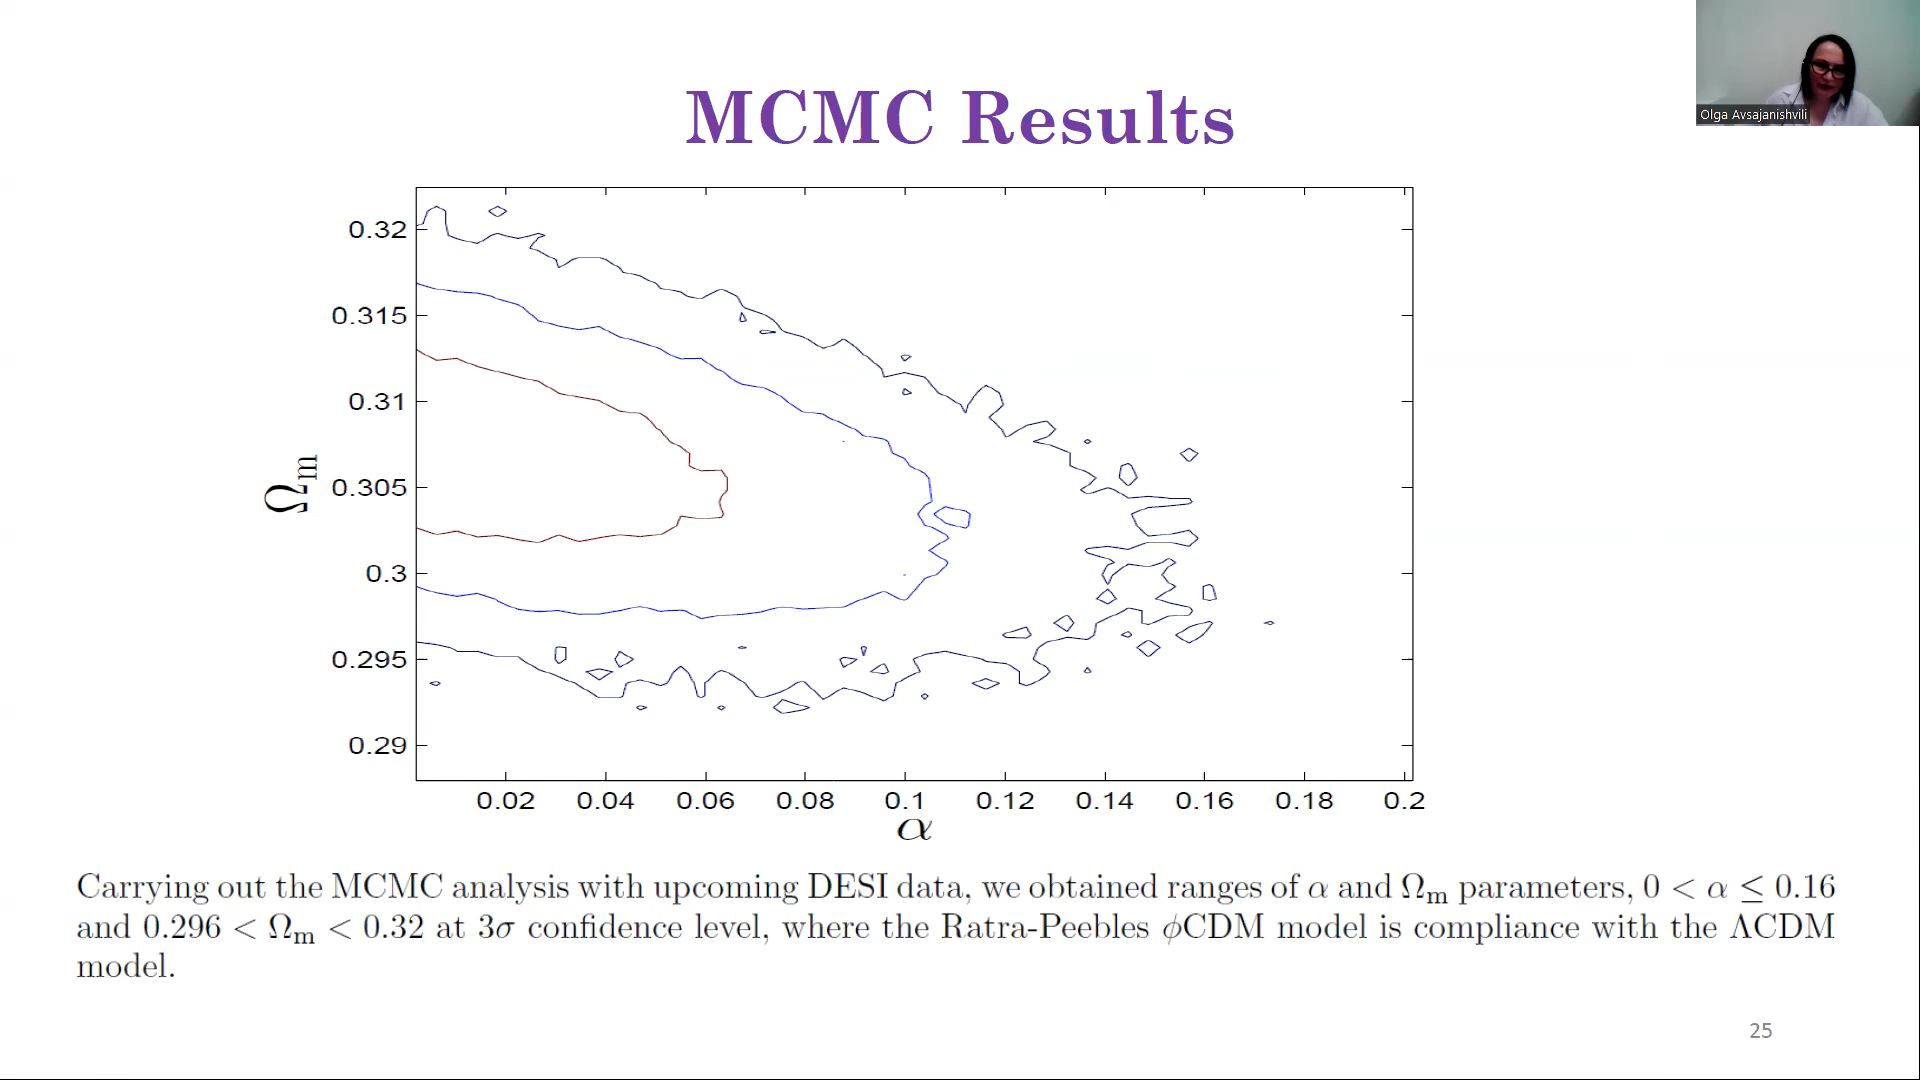 MCMC Results
Olga Avsajanishvili
0.32
0.315
0.31
0.305
0.3
0.295
0.29
Ωm
0.02 0.04 0.06 0.08 0.1 0.12 0.14 0.16 0.18 0.2
α
Carrying out the MCMC analysis with upcoming DESI data, we obtained ranges of α and Ωm parameters, 0 < α ≤ 0.16
and 0.296 < Ωm < 0.32 at 3σ confidence level, where the Ratra-Peebles ϕCDM model is compliance with the ΛCDM
model.
25